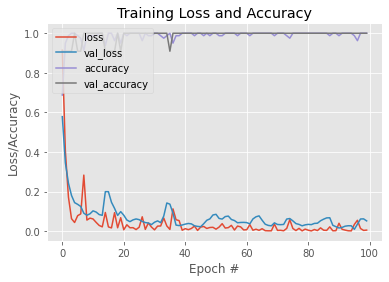 Training Loss and Accuracy
loss
val_loss
accuracy
val_accuracy
Loss/Accuracy
1.0
0.8
0.6
0.4
0.2
0.0
0
20
40
60
80
100
Epoch #